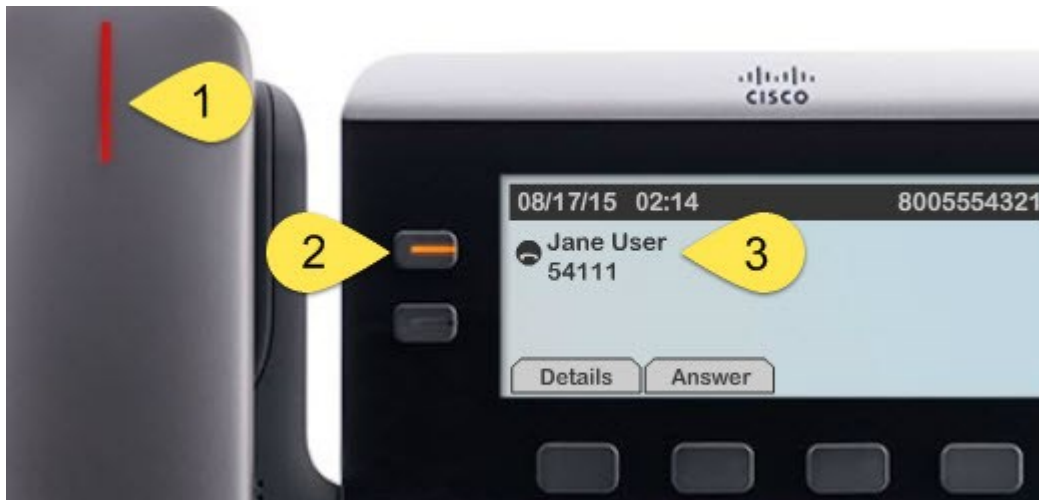 1
CISCO
08/17/15 02:14 8005554321
2
Jane User
3
54111
Details Answer